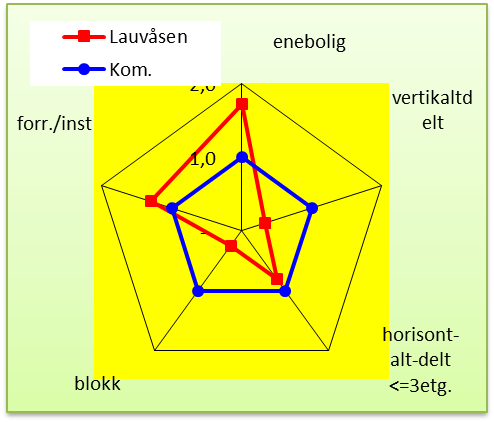 Lauvåsen
Kom.
enebolig
2,0
vertikaltd
elt
forr./inst
1,0
-
horisont-
alt-delt
<=3etg.
blokk